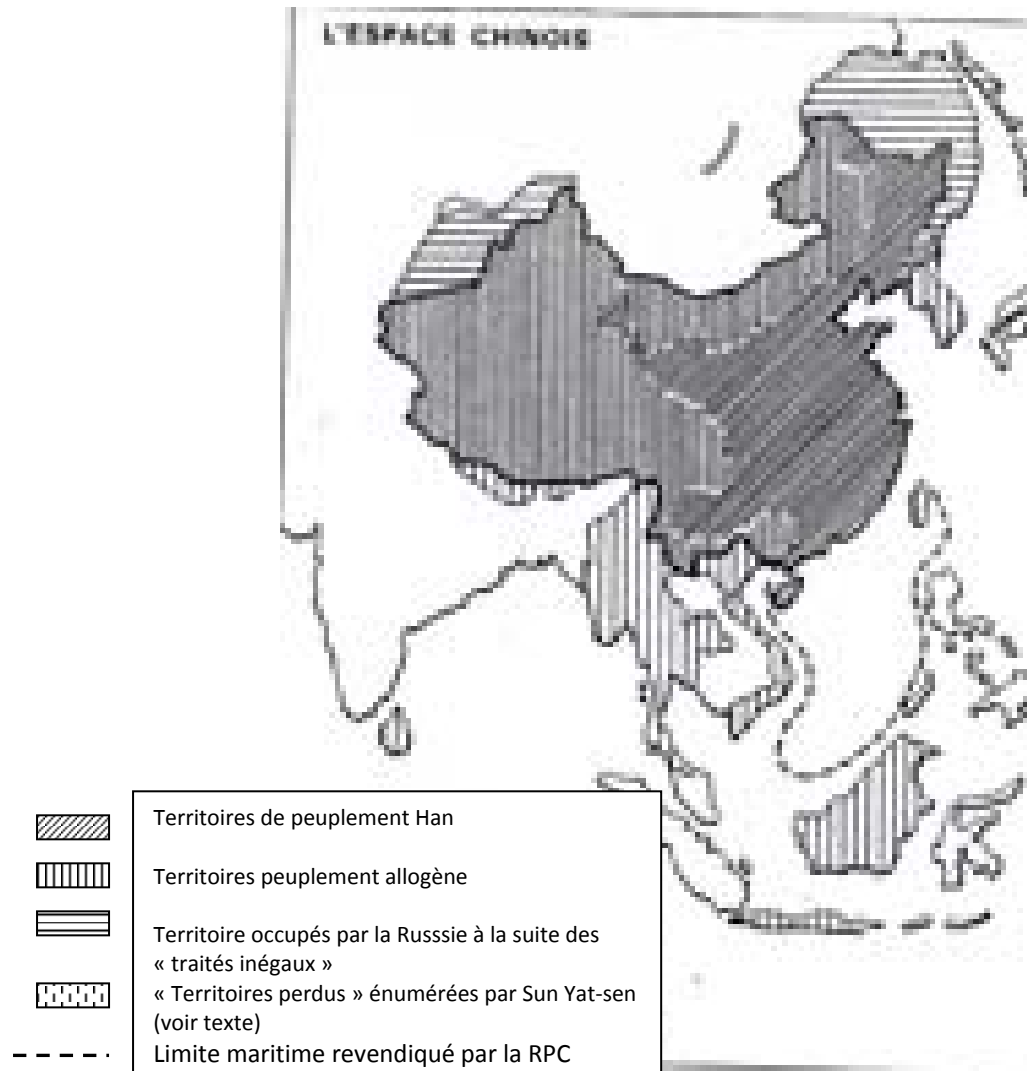 L'ESPACE CHINOIS
Territoires de peuplement Han
Territoires peuplement allogène
Territoire occupés par la Russsie à la suite des
« traités inégaux »
« Territoires perdus » énumérées par Sun Yat-sen
(voir texte)
Limite maritime revendiqué par la RPC